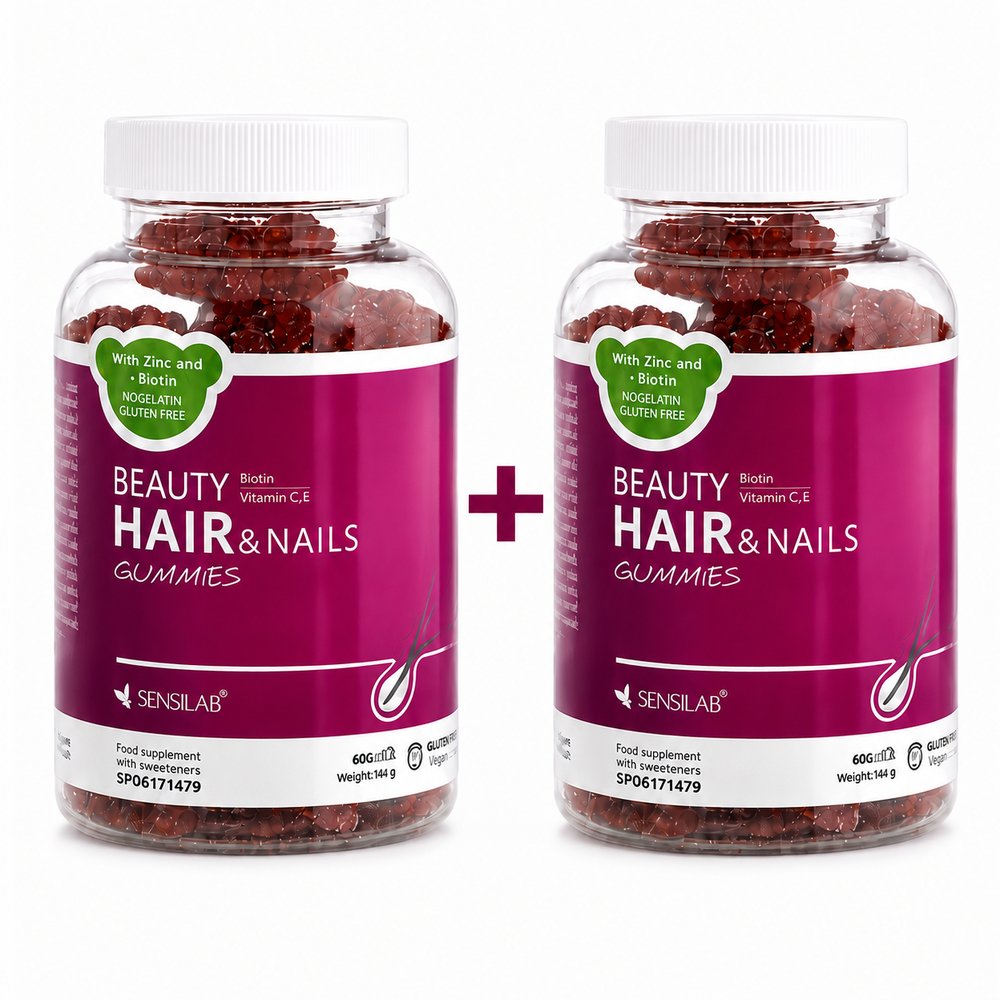 With Zinc and
• Biotin
NOGELATIN
GLUTEN FREE
BEAUTY Biotin
Vitamin C,E
HAIR & NAILS
GUMMIES
SENSILAB®
Food supplement
with sweeteners
SP06171479
60G
Weight:144 g
GLUTEN
Vegan
+
With Zinc and
• Biotin
NOGELATIN
GLUTEN FREE
BEAUTY Biotin
Vitamin C,E
HAIR & NAILS
GUMMIES
SENSILAB®
Food supplement
with sweeteners
SP06171479
60G
Weight:144 g
GLUTEN
Vegan